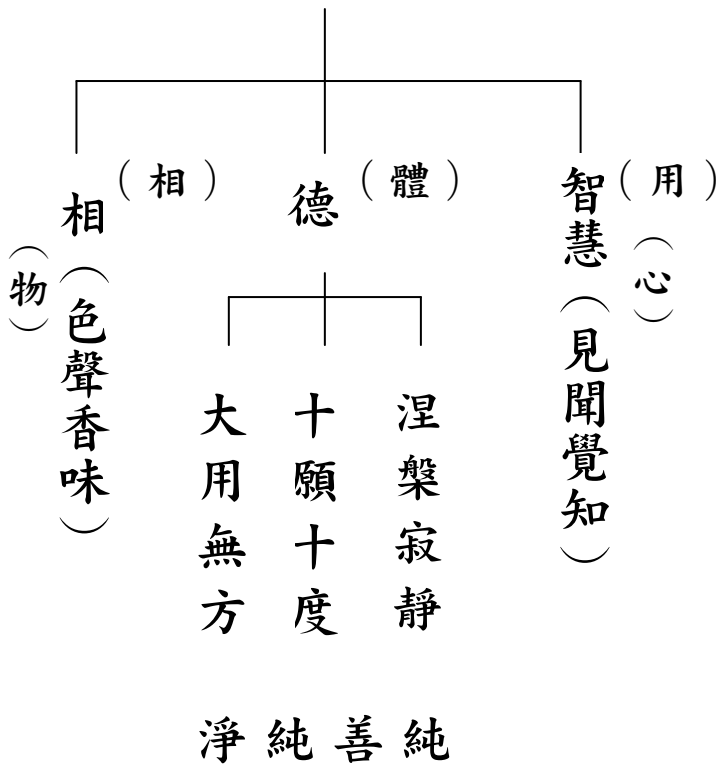 智慧（見聞覺知）
（用）
（心）
德
（體）
涅槃寂靜
十願十度
大用無方
相（色聲香味）
（相）
（物）
純善純淨